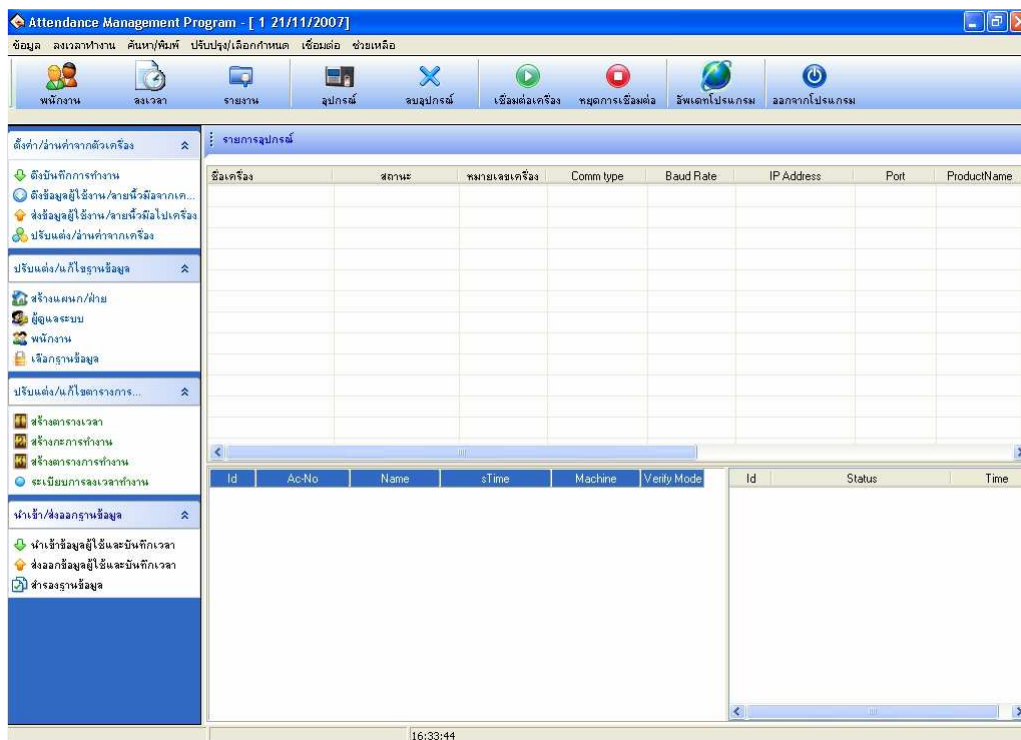 Attendance Management Program - [ 1 21/11/2007]
ข้อมูล ลงเวลาทำงาน ค้นหา/พิมพ์ ปรับปรุง/เลือกกำหนด เชื่อมต่อ ช่วยเหลือ
พนักงาน ลงเวลา รายงาน อุปกรณ์ ลบอุปกรณ์ เชื่อมต่อเครื่อง หยุดการเชื่อมต่อ อัพเดทโปรแกรม ออกจากโปรแกรม
ตั้งค่า/อ่านค่าจากตัวเครื่อง
ดึงบันทึกการทำงาน
ดึงข้อมูลผู้ใช้งาน/ลายนิ้วมือจากเค...
ส่งข้อมูลผู้ใช้งาน/ลายนิ้วมือไปเครื่อง
ปรับแต่ง/อ่านค่าจากเครื่อง
ปรับแต่ง/แก้ไขฐานข้อมูล
สร้างแผนก/ฝ่าย
ผู้ดูแลระบบ
พนักงาน
เลือกฐานข้อมูล
ปรับแต่ง/แก้ไขตารางการ...
สร้างตารางเวลา
สร้างกะการทำงาน
สร้างตารางการทำงาน
ระเบียบการลงเวลาทำงาน
นำเข้า/ส่งออกฐานข้อมูล
นำเข้าข้อมูลผู้ใช้และบันทึกเวลา
ส่งออกข้อมูลผู้ใช้และบันทึกเวลา
สำรองฐานข้อมูล
รายการอุปกรณ์
ชื่อเครื่อง สถานะ หมายเลขเครื่อง Comm type Baud Rate IP Address Port ProductName
Id Ac-No Name sTime Machine Verify Mode
Id Status Time
16:33:44